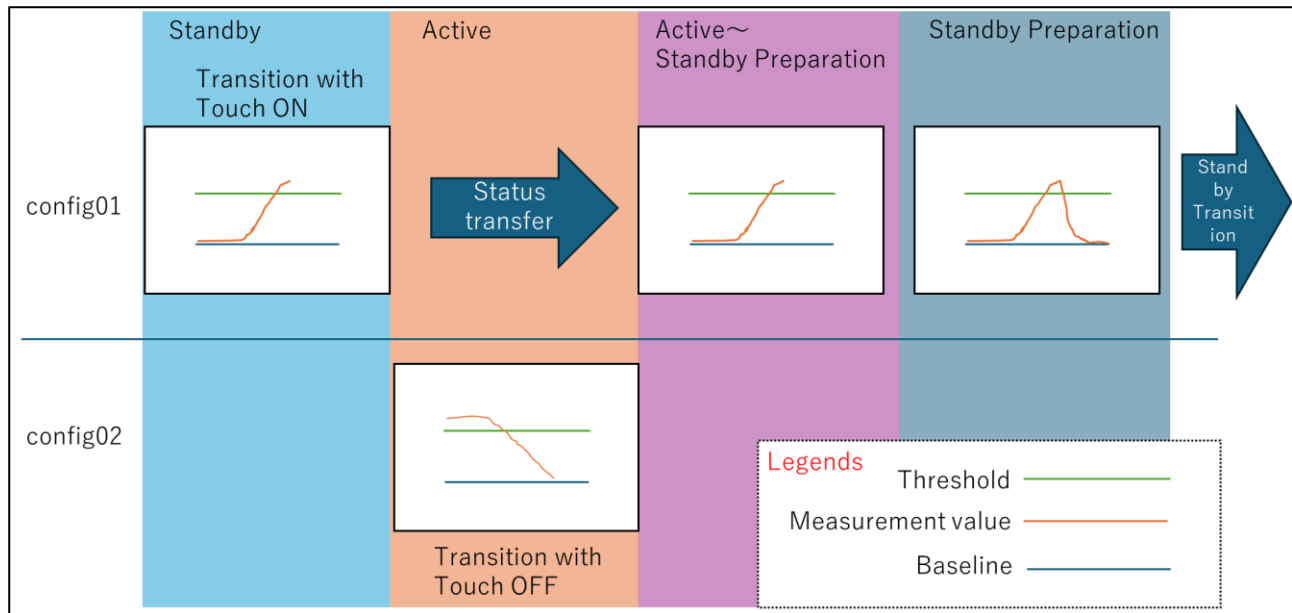 Standby
Active
Active～
Standby Preparation
Standby Preparation
Transition with
Touch ON
config01
Status
transfer
Stand
by
Transit
ion
config02
Transition with
Touch OFF
Legends
Threshold
Measurement value
Baseline